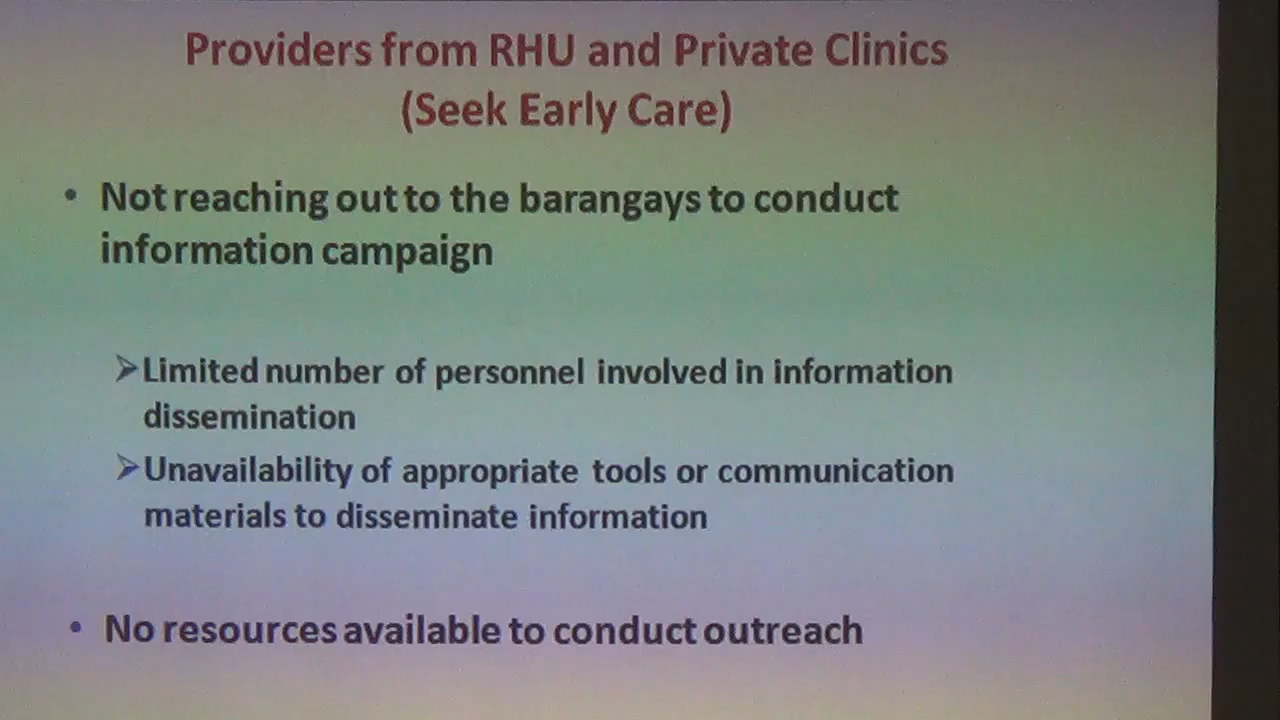 Providers from RHU and Private Clinics
(Seek Early Care)
• Not reaching out to the barangays to conduct
information campaign
➢Limited number of personnel involved in information
dissemination
➢Unavailability of appropriate tools or communication
materials to disseminate information
• No resources available to conduct outreach